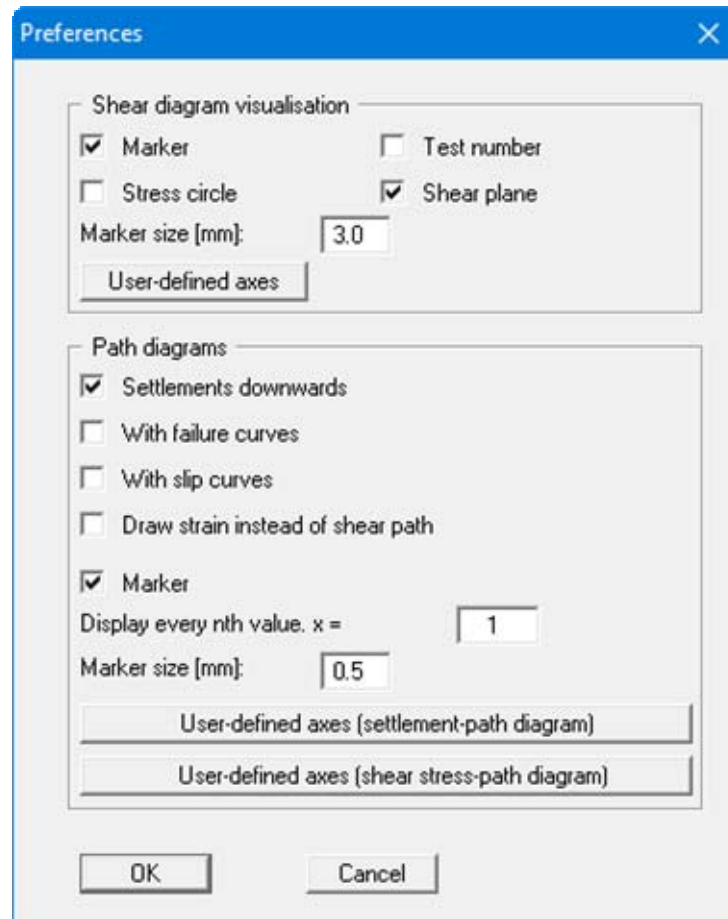 Preferences
Shear diagram visualisation
Marker
Test number
Stress circle
Shear plane
Marker size [mm]: 3.0
User-defined axes
Path diagrams
Settlements downwards
With failure curves
With slip curves
Draw strain instead of shear path
Marker
Display every nth value. x = 1
Marker size [mm]: 0.5
User-defined axes (settlement-path diagram)
User-defined axes (shear stress-path diagram)
OK
Cancel